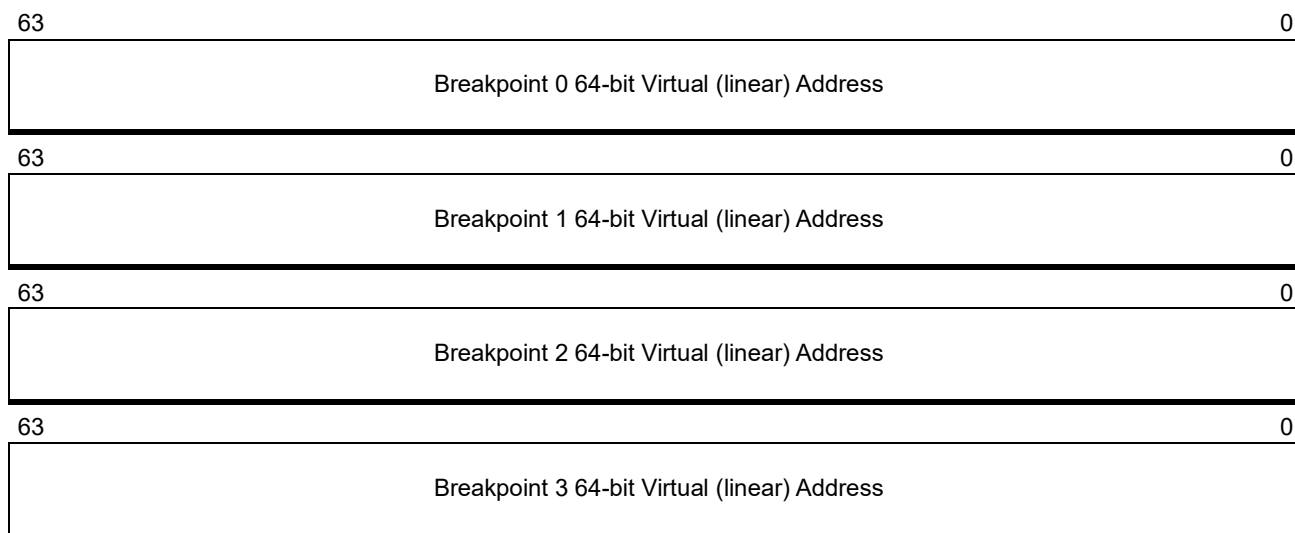 63 0
Breakpoint 0 64-bit Virtual (linear) Address
63 0
Breakpoint 1 64-bit Virtual (linear) Address
63 0
Breakpoint 2 64-bit Virtual (linear) Address
63 0
Breakpoint 3 64-bit Virtual (linear) Address